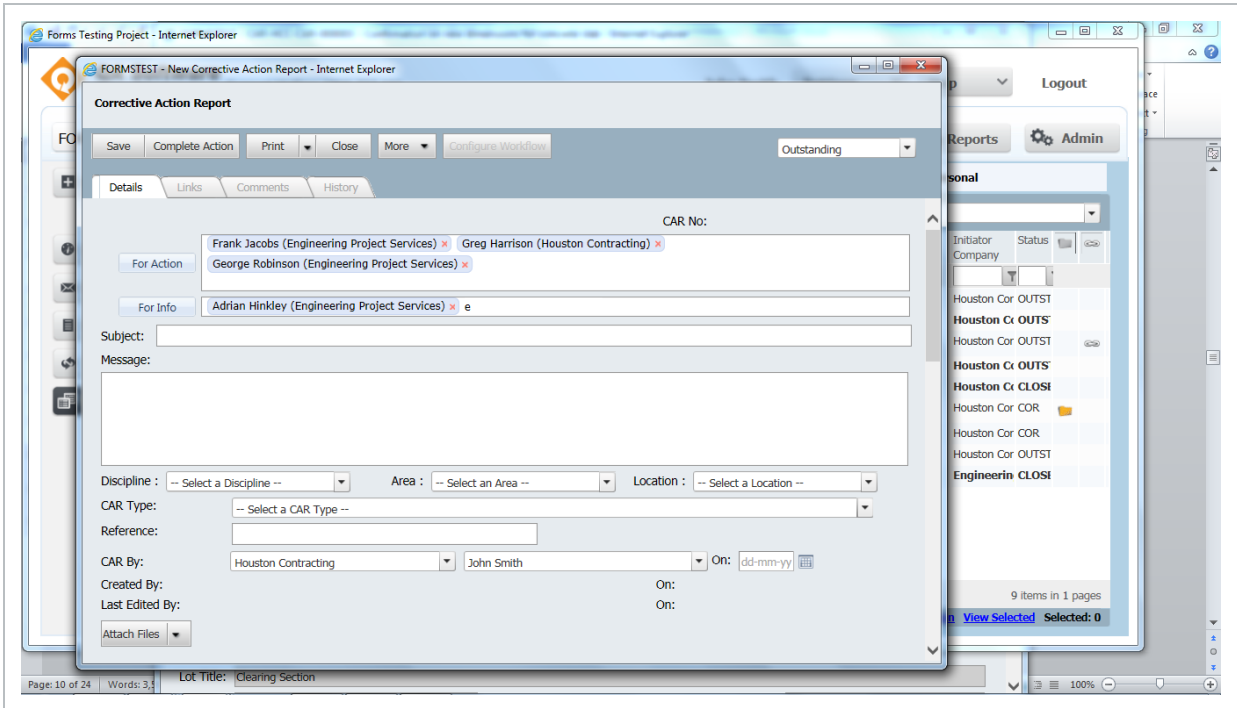 Forms Testing Project - Internet Explorer
FORMSTEST - New Corrective Action Report - Internet Explorer
p Logout
Corrective Action Report
FO
Reports Admin
Save Complete Action Print Close More Configure Workflow Outstanding
sonal
Details Links Comments History
CAR No:
For Action
Frank Jacobs (Engineering Project Services) × Greg Harrison (Houston Contracting) ×
George Robinson (Engineering Project Services) ×
For Info Adrian Hinkley (Engineering Project Services) × e
Subject:
Message:
Discipline : -- Select a Discipline -- Area : -- Select an Area -- Location : -- Select a Location --
CAR Type: -- Select a CAR Type --
Reference:
CAR By: Houston Contracting John Smith On: dd-mm-yy
Created By: On:
Last Edited By: On:
Attach Files
Initiator Company Status
Houston Cor OUTST
Houston Co OUTS
Houston Cor OUTST
Houston Co OUTS
Houston Co CLOSE
Houston Cor COR
Houston Cor COR
Houston Cor OUTST
Engineerin CLOSE
9 items in 1 pages
n View Selected Selected: 0
Lot Title: Clearing Section
Page: 10 of 24 Words: 3,5
100%
ace
t